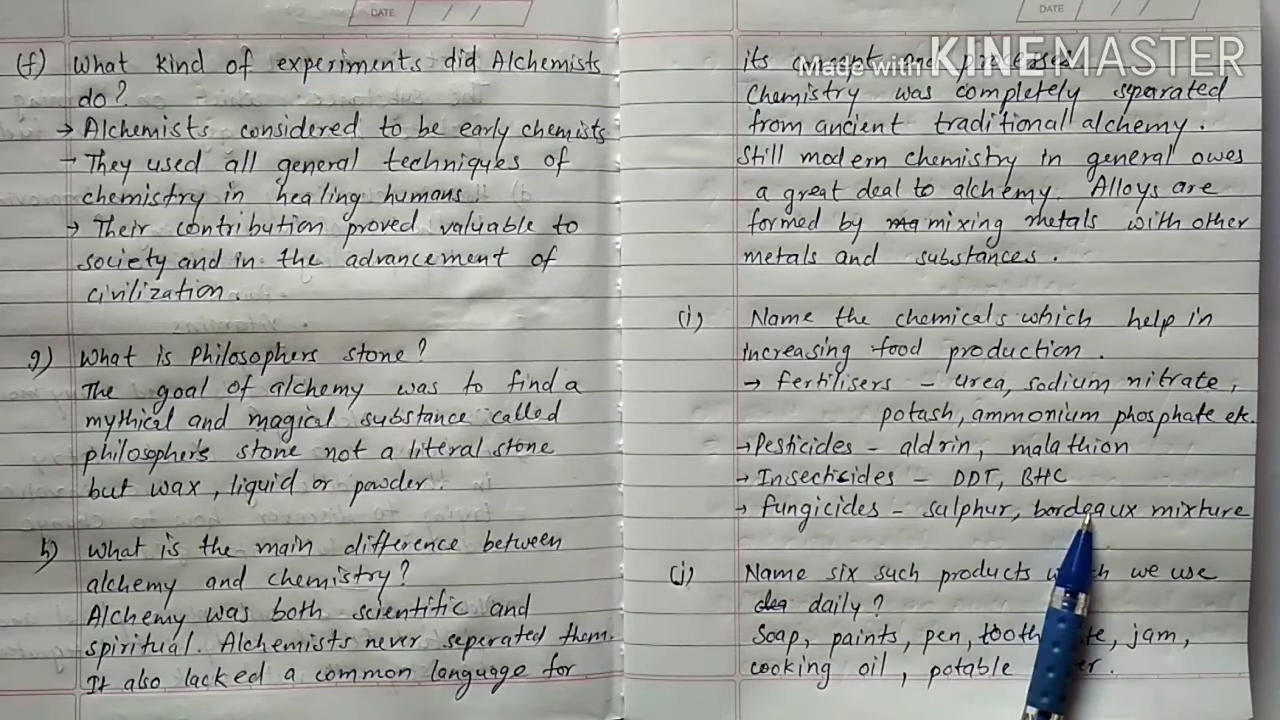 DATE / /
(f) What kind of experiments did Alchemists
do?
→ Alchemists considered to be early chemists
→ They used all general techniques of
chemistry in healing humans.
→ Their contribution proved valuable to
society and in the advancement of
civilization.
g) What is Philosophers stone?
The goal of alchemy was to find a
mythical and magical substance called
philosopher's stone not a literal stone
but wax, liquid or powder.
h) What is the main difference between
alchemy and chemistry?
Alchemy was both scientific and
spiritual. Alchemists never seperated them.
It also lacked a common language for
DATE / /
Made with KINEMASTER
its concept and processes
Chemistry was completely separated
from ancient traditional alchemy.
Still modern chemistry in general owes
a great deal to alchemy. Alloys are
formed by mixing metals with other
metals and substances.
(i) Name the chemicals which help in
increasing food production.
→ Fertilisers - urea, sodium nitrate,
potash, ammonium phosphate etc.
→ Pesticides - aldrin, malathion
→ Insecticides - DDT, BHC
→ Fungicides - sulphur, bordeaux mixture
(j) Name six such products we use
daily?
Soap, paints, pen, jam,
cooking oil, potable